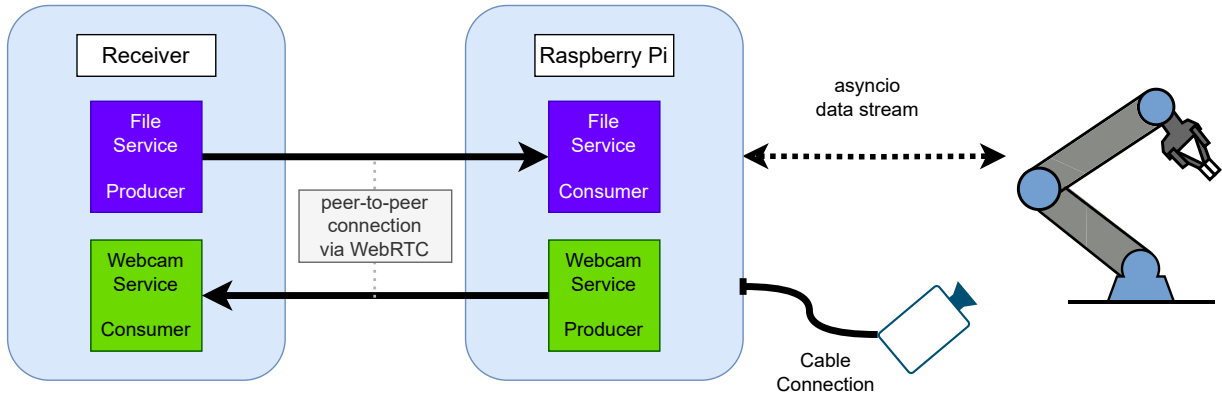 Receiver
File
Service
Producer
Webcam
Service
Consumer
peer-to-peer
connection
via WebRTC
Raspberry Pi
File
Service
Consumer
Webcam
Service
Producer
asyncio
data stream
Cable
Connection